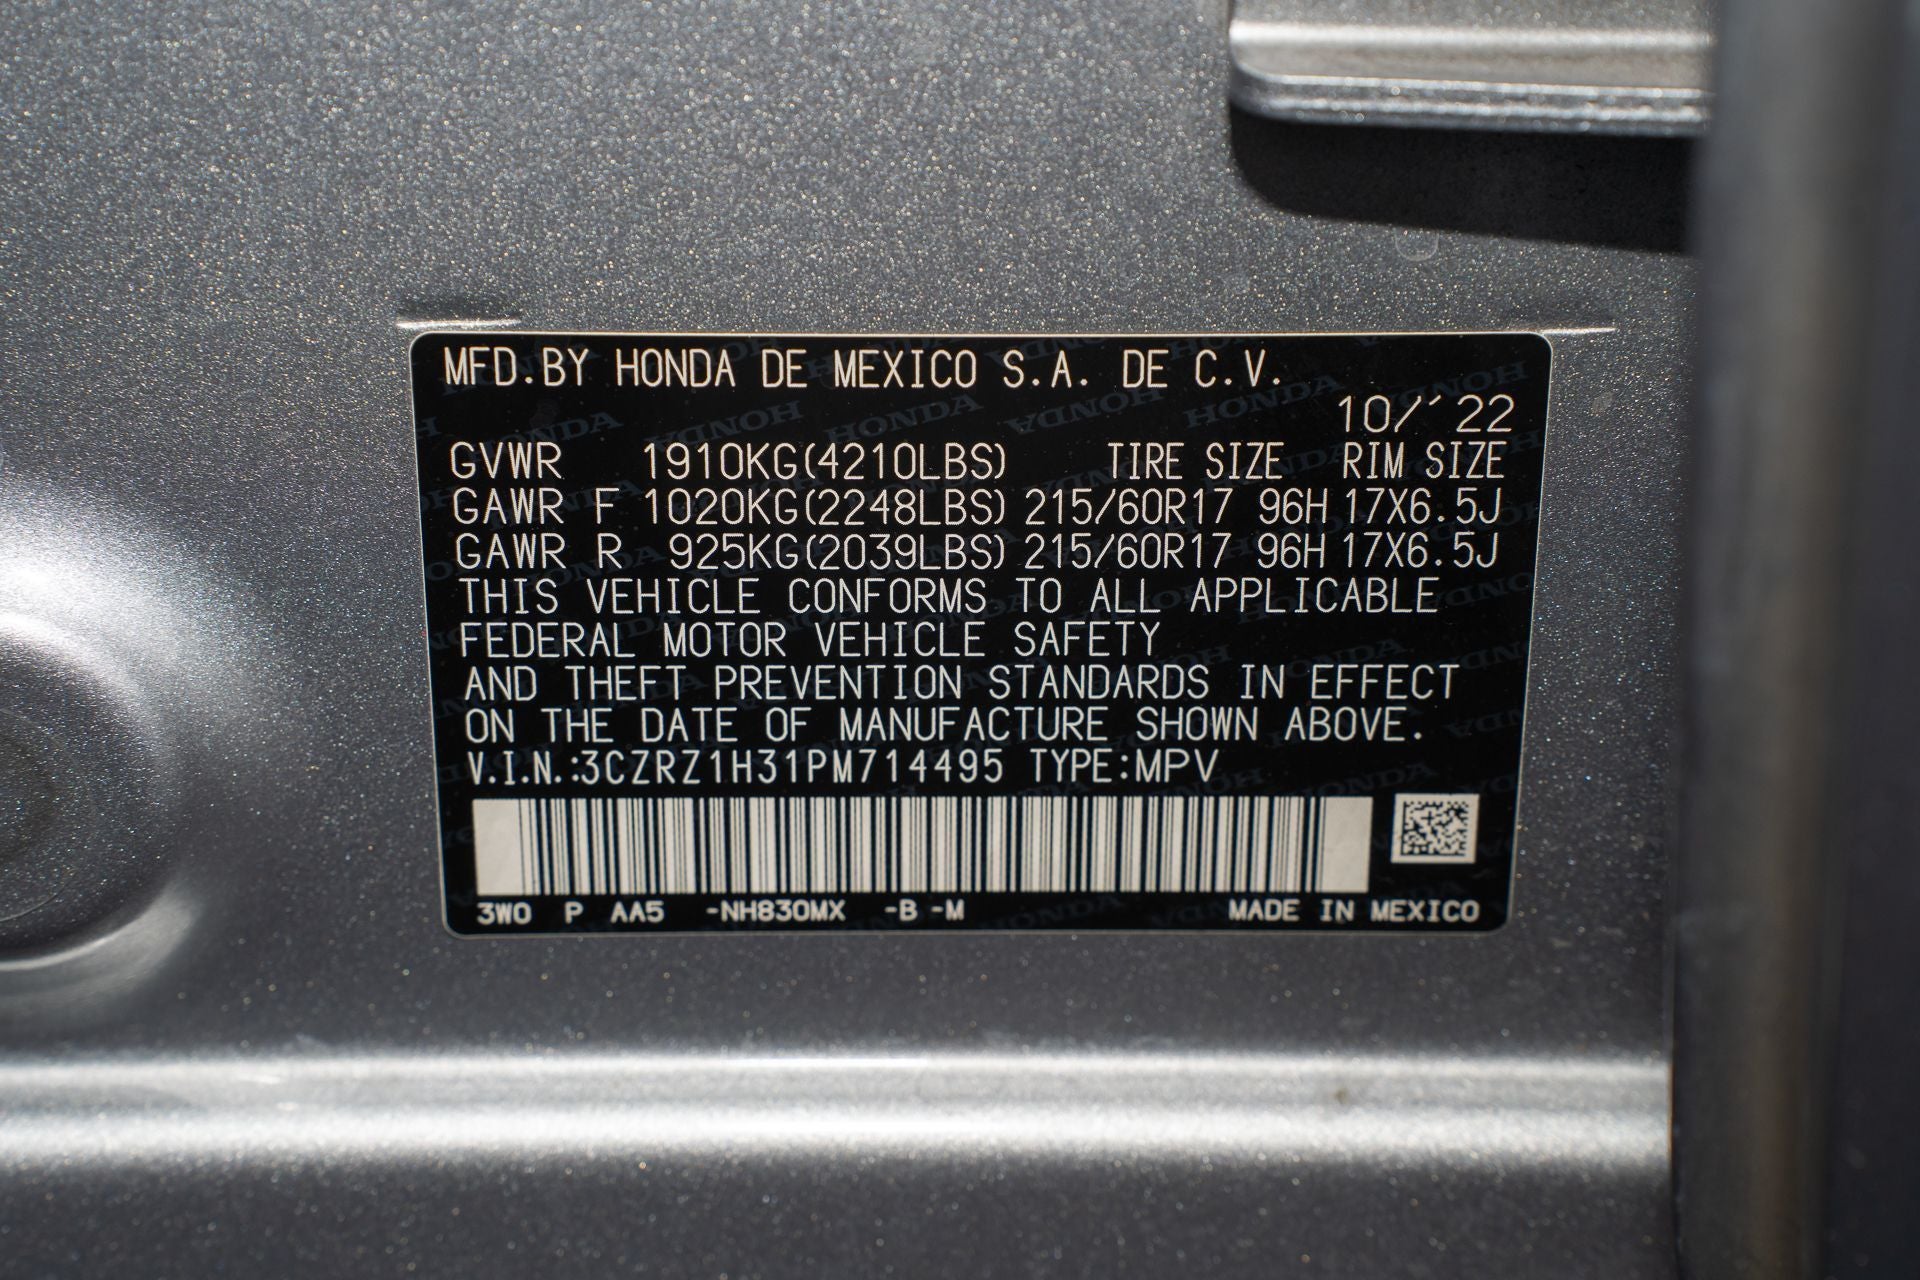 MFD.BY HONDA DE MEXICO S.A. DE C.V.
10/´22
GVWR 1910KG(4210LBS) TIRE SIZE RIM SIZE
GAWR F 1020KG(2248LBS) 215/60R17 96H 17X6.5J
GAWR R 925KG(2039LBS) 215/60R17 96H 17X6.5J
THIS VEHICLE CONFORMS TO ALL APPLICABLE
FEDERAL MOTOR VEHICLE SAFETY
AND THEFT PREVENTION STANDARDS IN EFFECT
ON THE DATE OF MANUFACTURE SHOWN ABOVE.
V.I.N.:3CZRZ1H31PM714495 TYPE:MPV
3W0 P AA5 -NH830MX -B -M MADE IN MEXICO